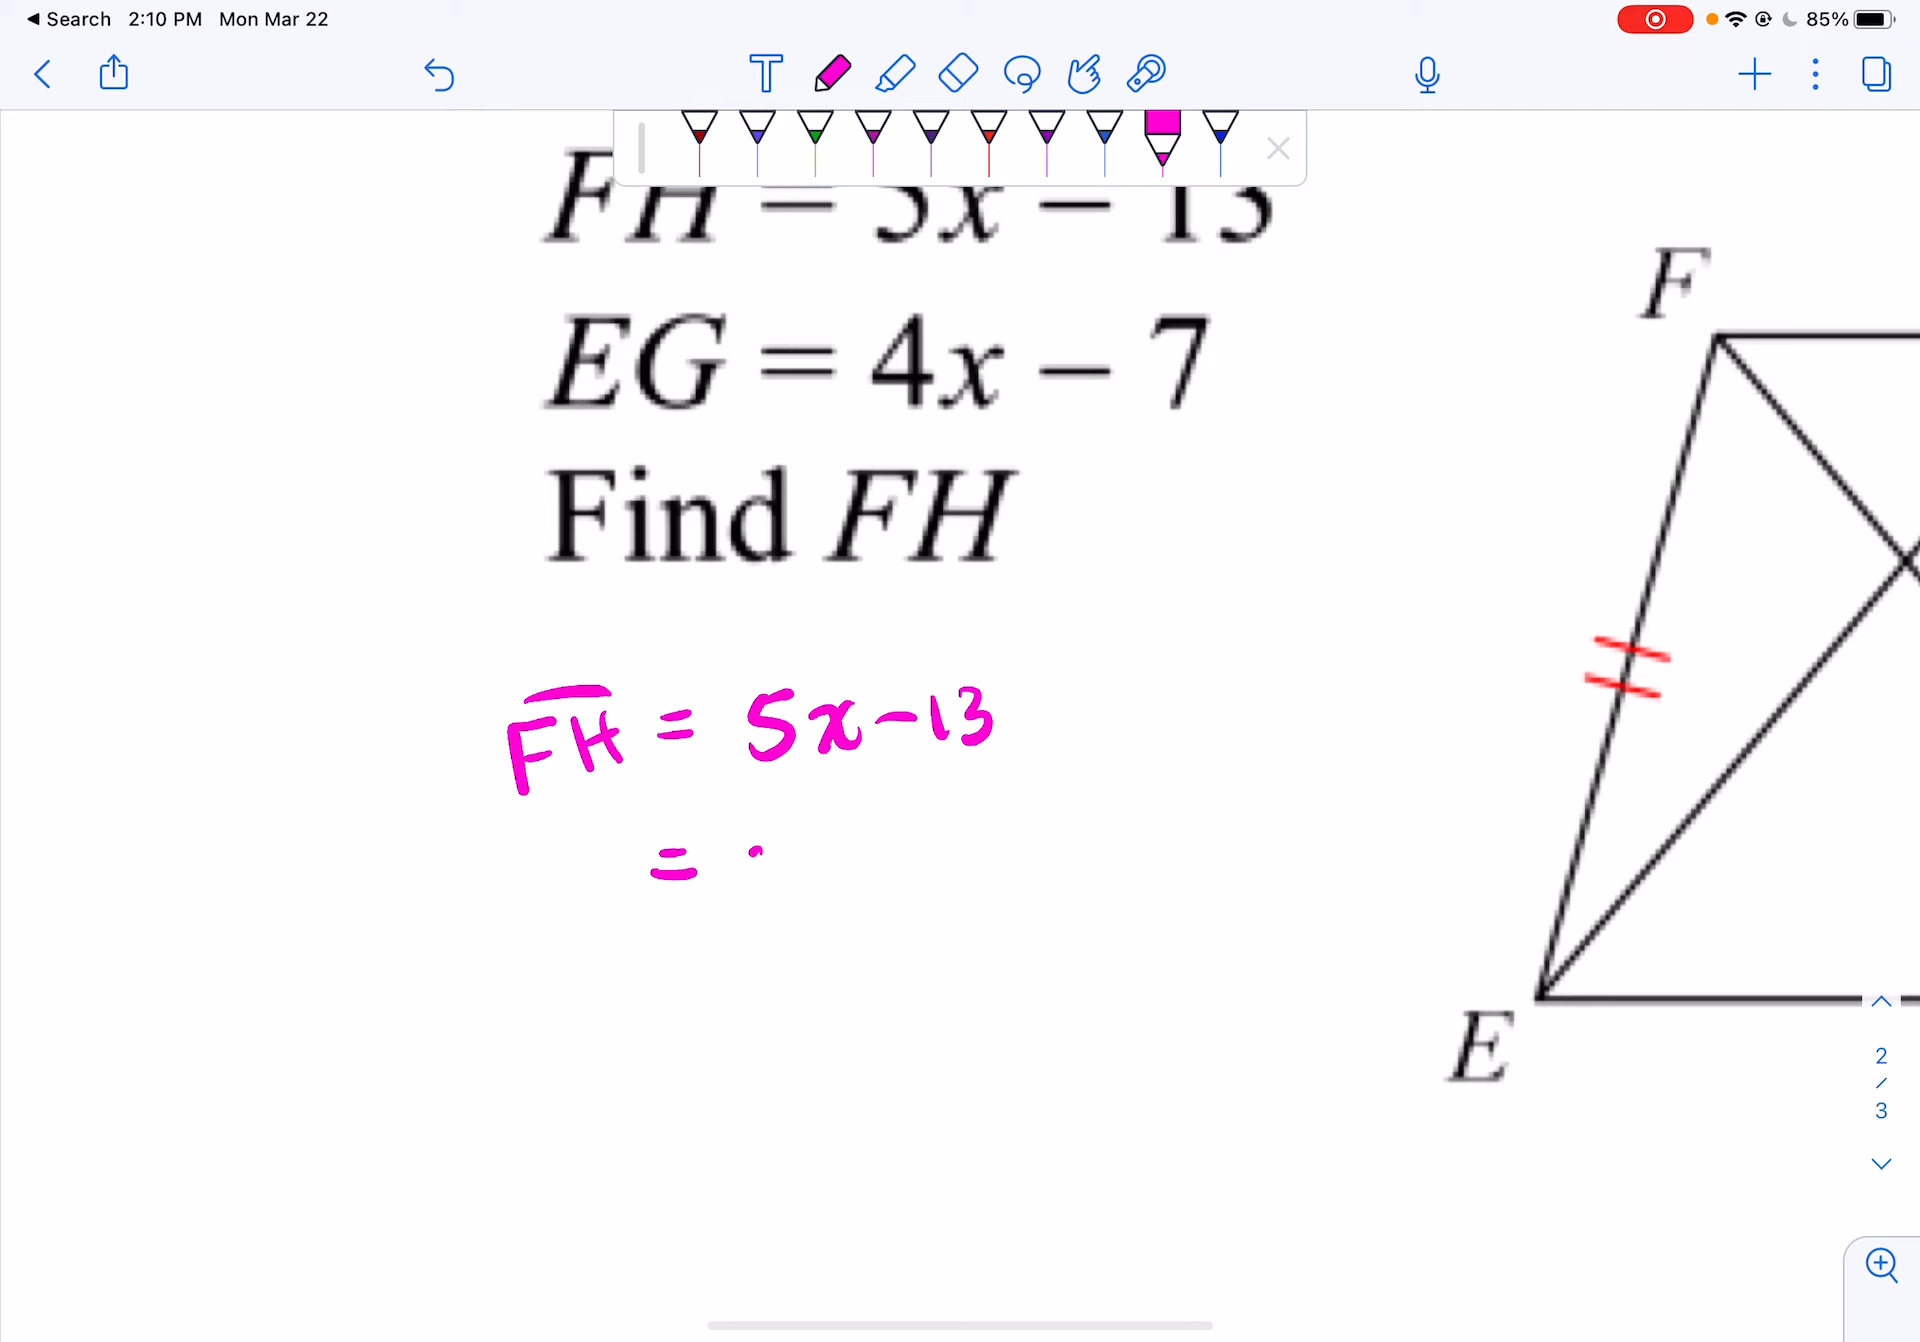 Search 2:10 PM Mon Mar 22
85%
FH = 5x − 13
EG = 4x − 7
Find FH
FH = 5x-13
=
F
E
2
/
3